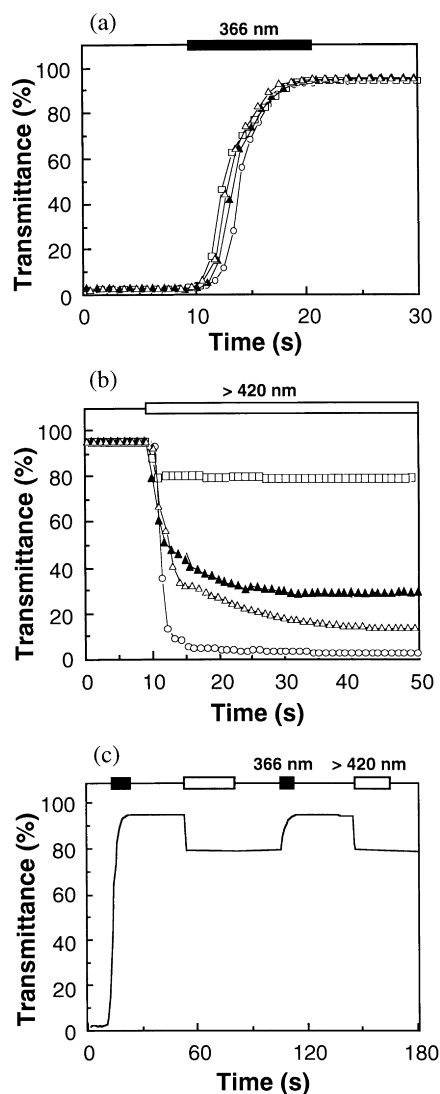 (a)
366 nm
Transmittance (%)
100
80
60
40
20
0
0 10 20 30
Time (s)
(b)
> 420 nm
Transmittance (%)
100
80
60
40
20
0
0 10 20 30 40 50
Time (s)
(c)
366 nm > 420 nm
Transmittance (%)
100
80
60
40
20
0
0 60 120 180
Time (s)